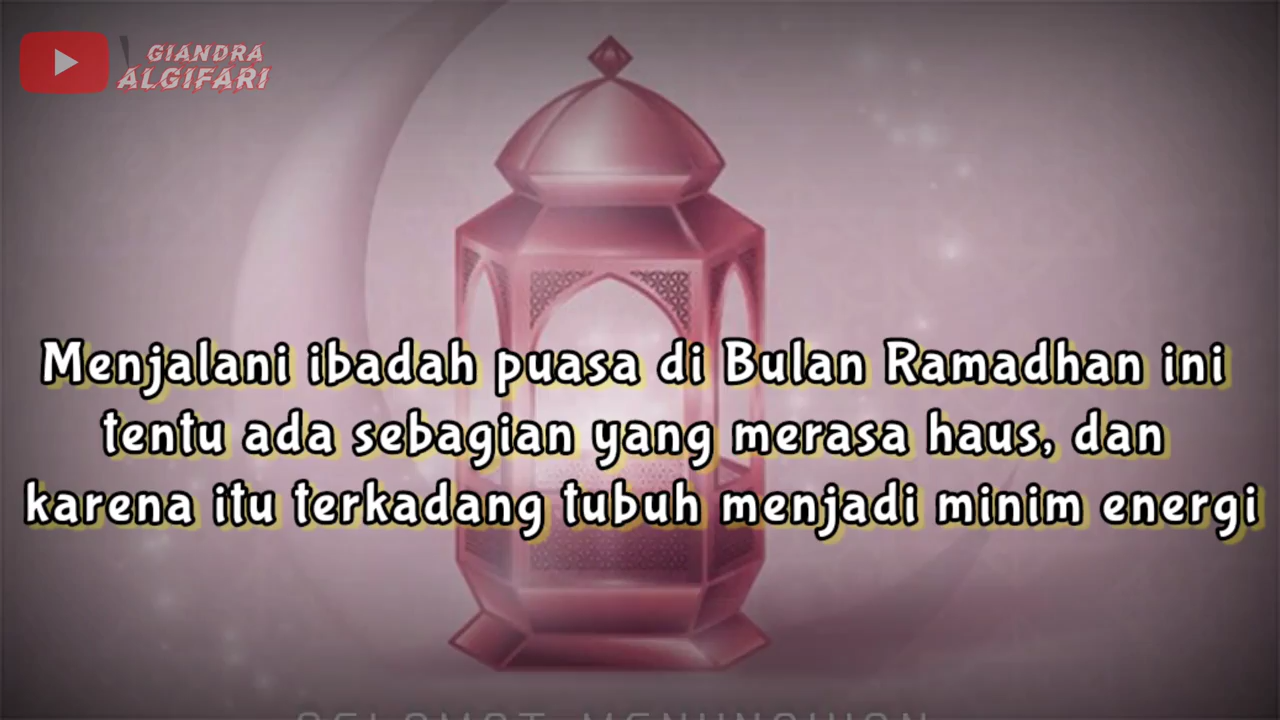 GIANDRA
ALGIFARI
Menjalani ibadah puasa di Bulan Ramadhan ini
tentu ada sebagian yang merasa haus, dan
karena itu terkadang tubuh menjadi minim energi